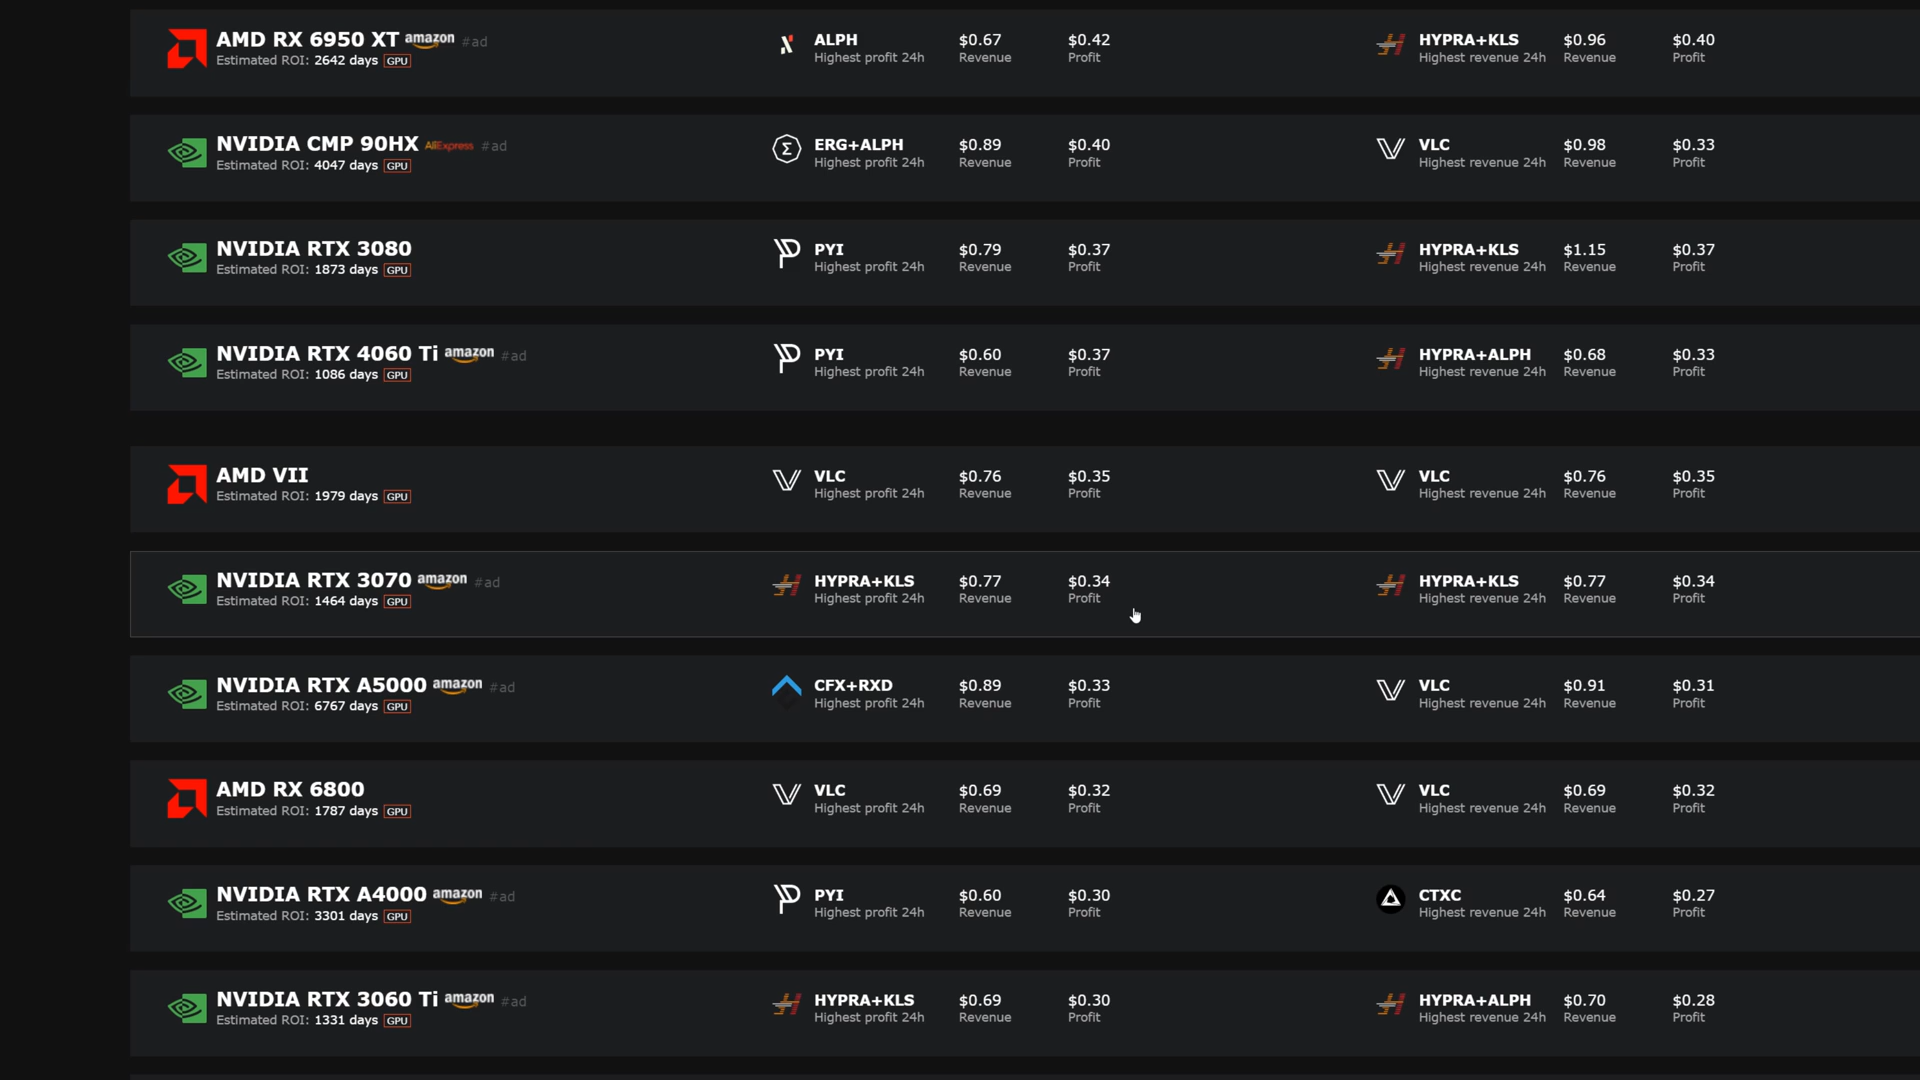 AMD RX 6950 XT amazon #ad
Estimated ROI: 2642 days GPU
ALPH $0.67 $0.42
Highest profit 24h Revenue Profit
HYPRA+KLS $0.96 $0.40
Highest revenue 24h Revenue Profit
NVIDIA CMP 90HX AliExpress #ad
Estimated ROI: 4047 days GPU
ERG+ALPH $0.89 $0.40
Highest profit 24h Revenue Profit
VLC $0.98 $0.33
Highest revenue 24h Revenue Profit
NVIDIA RTX 3080
Estimated ROI: 1873 days GPU
PYI $0.79 $0.37
Highest profit 24h Revenue Profit
HYPRA+KLS $1.15 $0.37
Highest revenue 24h Revenue Profit
NVIDIA RTX 4060 Ti amazon #ad
Estimated ROI: 1086 days GPU
PYI $0.60 $0.37
Highest profit 24h Revenue Profit
HYPRA+ALPH $0.68 $0.33
Highest revenue 24h Revenue Profit
AMD VII
Estimated ROI: 1979 days GPU
VLC $0.76 $0.35
Highest profit 24h Revenue Profit
VLC $0.76 $0.35
Highest revenue 24h Revenue Profit
NVIDIA RTX 3070 amazon #ad
Estimated ROI: 1464 days GPU
HYPRA+KLS $0.77 $0.34
Highest profit 24h Revenue Profit
HYPRA+KLS $0.77 $0.34
Highest revenue 24h Revenue Profit
NVIDIA RTX A5000 amazon #ad
Estimated ROI: 6767 days GPU
CFX+RXD $0.89 $0.33
Highest profit 24h Revenue Profit
VLC $0.91 $0.31
Highest revenue 24h Revenue Profit
AMD RX 6800
Estimated ROI: 1787 days GPU
VLC $0.69 $0.32
Highest profit 24h Revenue Profit
VLC $0.69 $0.32
Highest revenue 24h Revenue Profit
NVIDIA RTX A4000 amazon #ad
Estimated ROI: 3301 days GPU
PYI $0.60 $0.30
Highest profit 24h Revenue Profit
CTXC $0.64 $0.27
Highest revenue 24h Revenue Profit
NVIDIA RTX 3060 Ti amazon #ad
Estimated ROI: 1331 days GPU
HYPRA+KLS $0.69 $0.30
Highest profit 24h Revenue Profit
HYPRA+ALPH $0.70 $0.28
Highest revenue 24h Revenue Profit